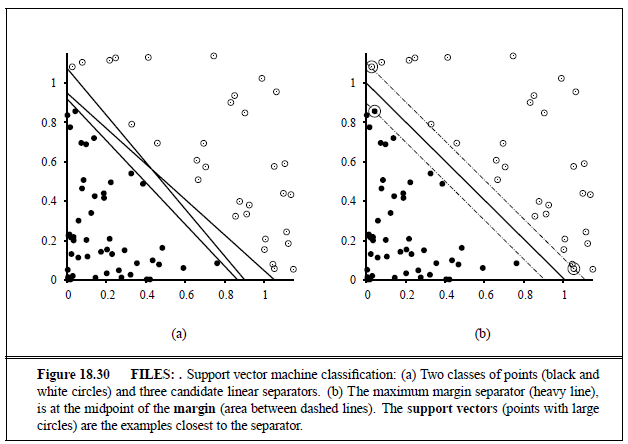 1
0.8
0.6
0.4
0.2
0
0 0.2 0.4 0.6 0.8 1
(a)
1
0.8
0.6
0.4
0.2
0
0 0.2 0.4 0.6 0.8 1
(b)
Figure 18.30 FILES: . Support vector machine classification: (a) Two classes of points (black and
white circles) and three candidate linear separators. (b) The maximum margin separator (heavy line),
is at the midpoint of the margin (area between dashed lines). The support vectors (points with large
circles) are the examples closest to the separator.